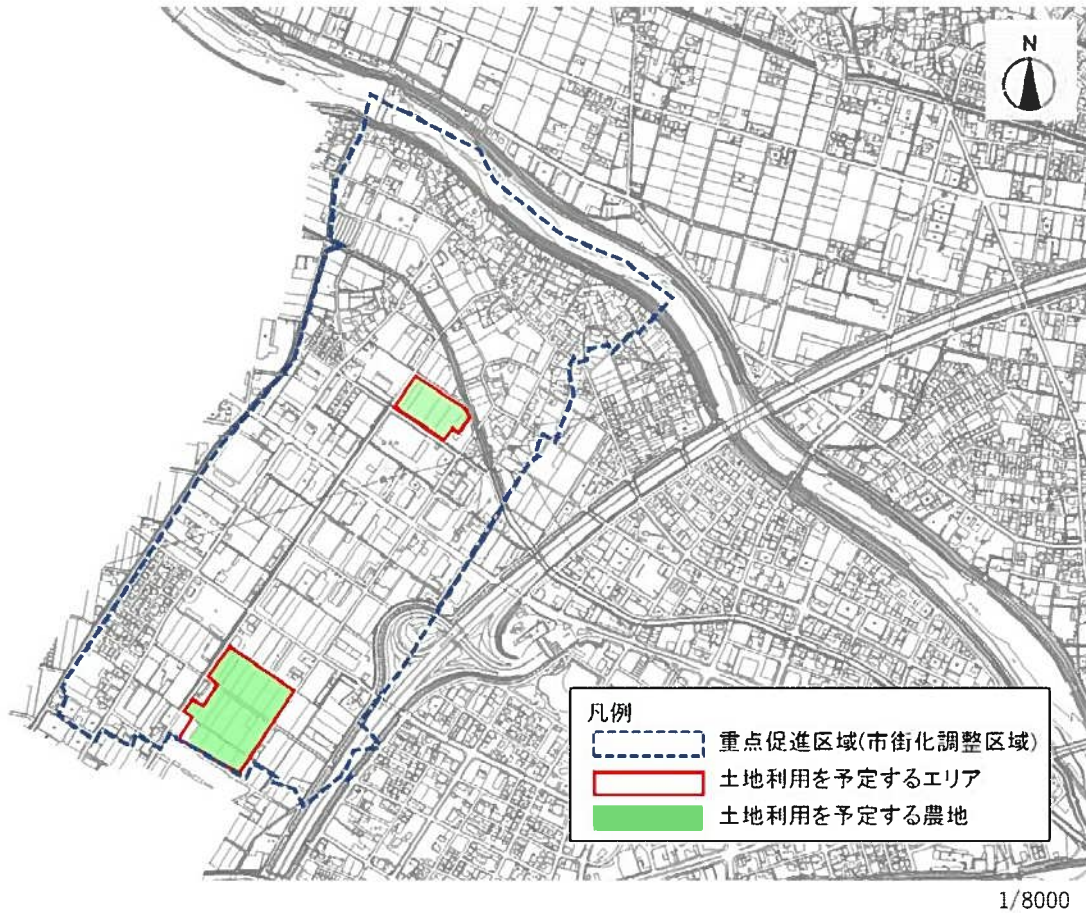 N
凡例
重点促進区域(市街化調整区域)
土地利用を予定するエリア
土地利用を予定する農地
1/8000